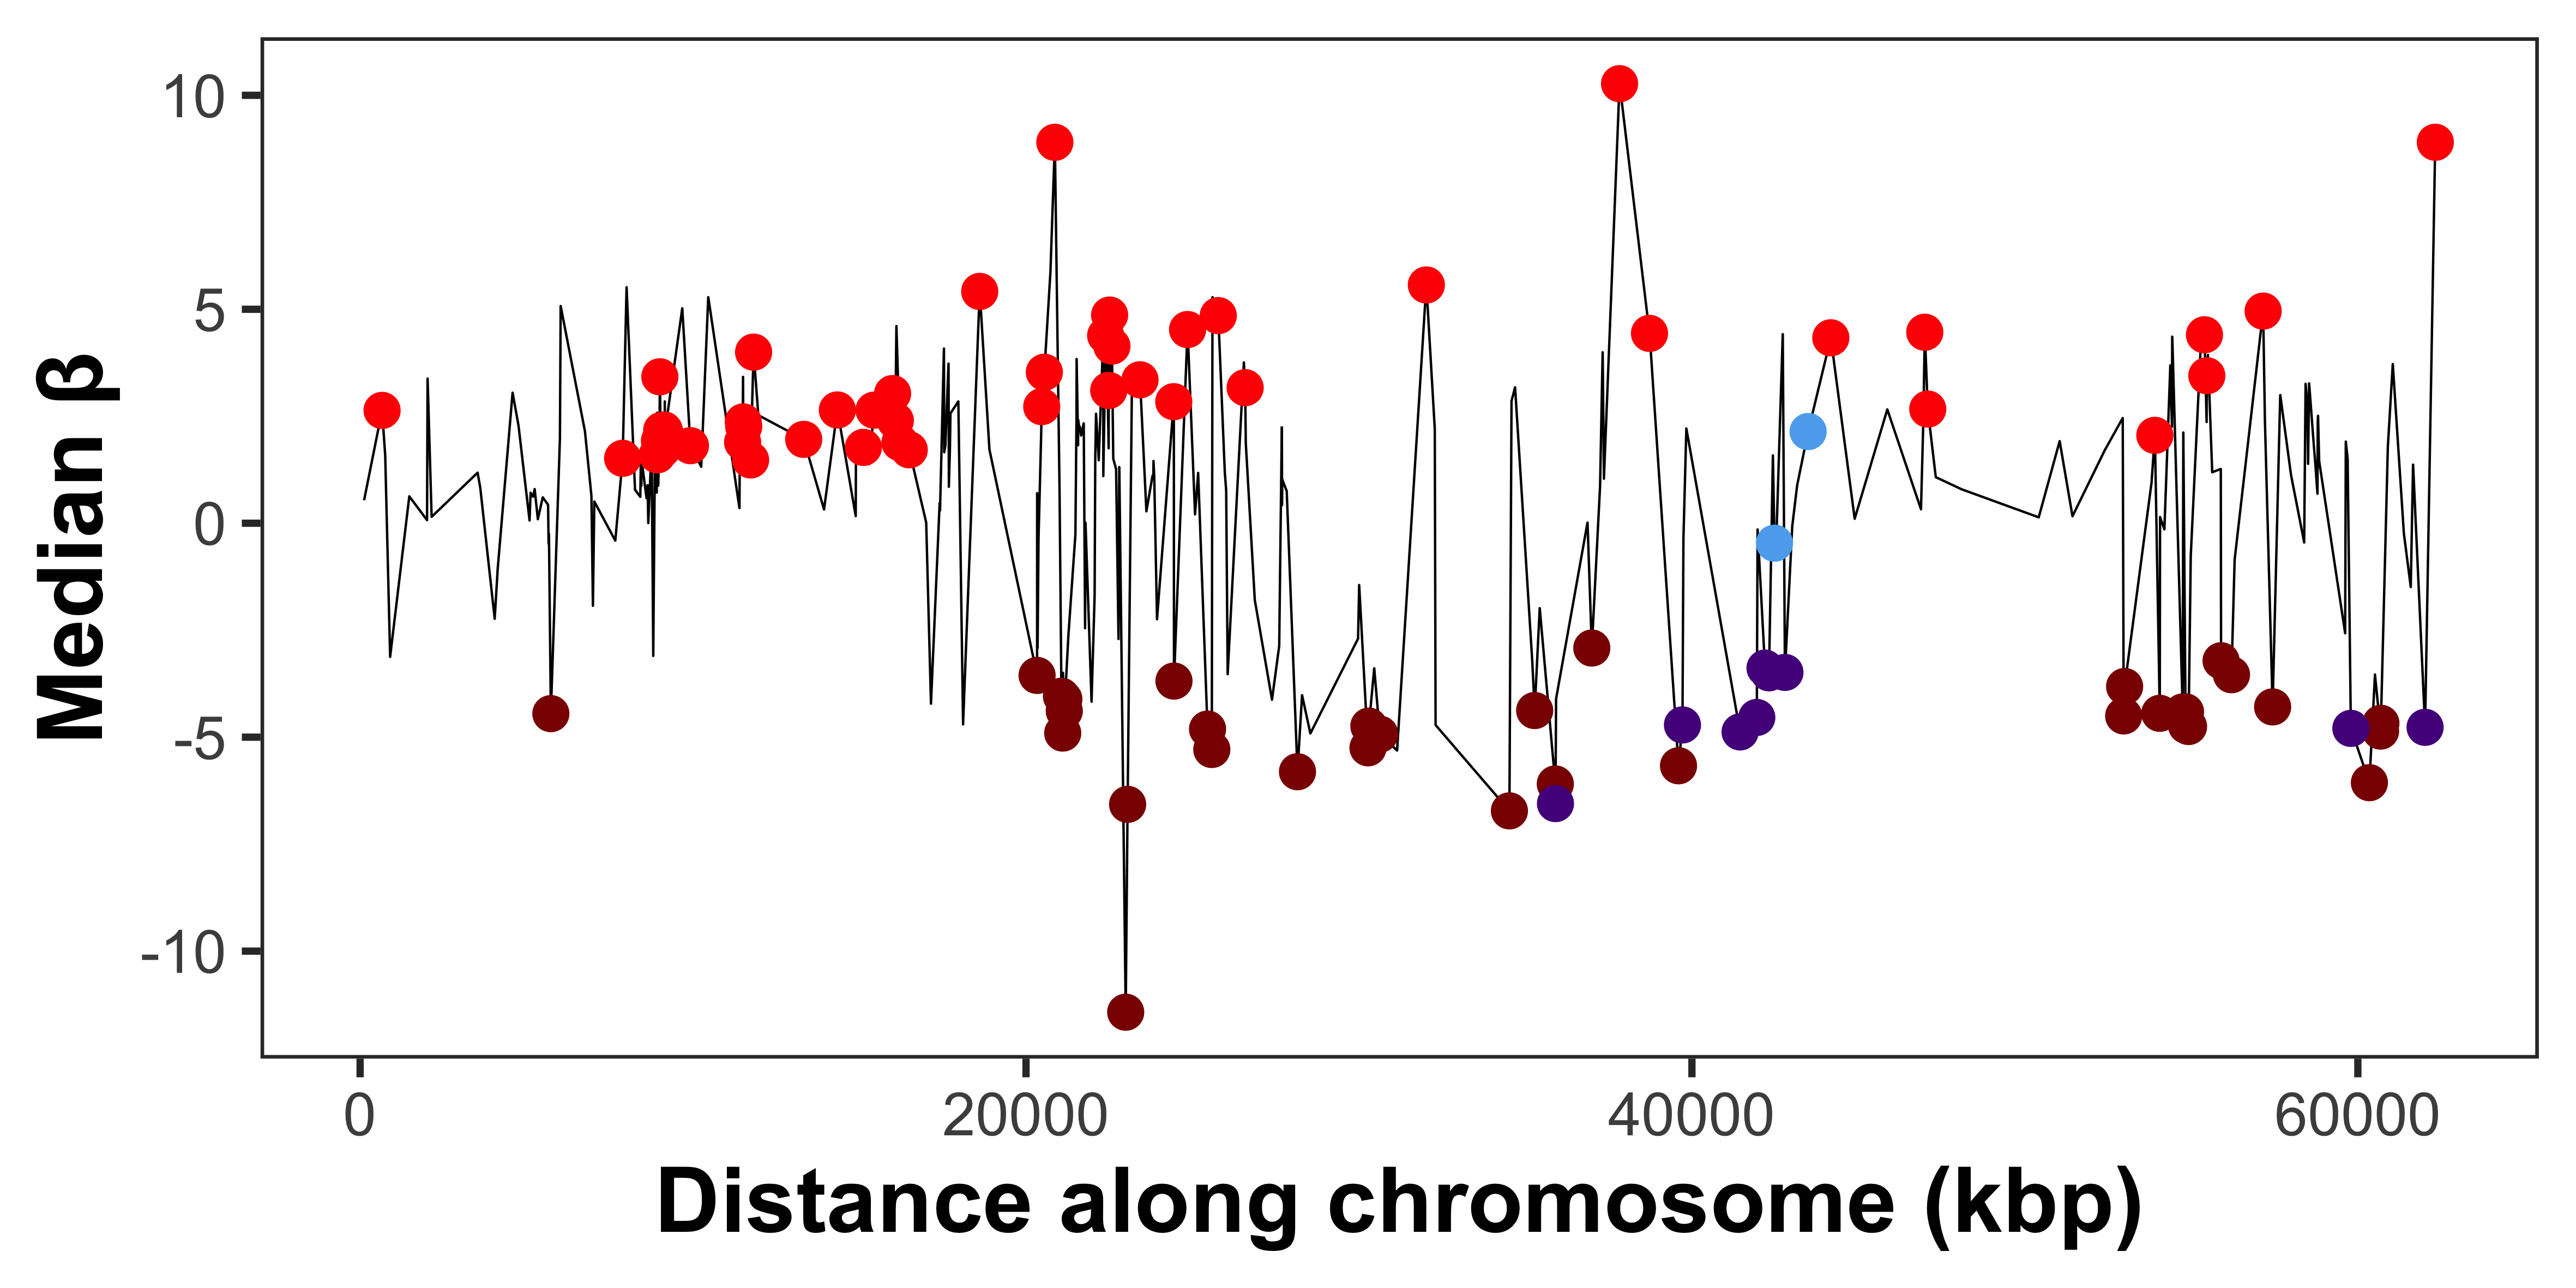 Median β
10
5
0
-5
-10
0 20000 40000 60000
Distance along chromosome (kbp)